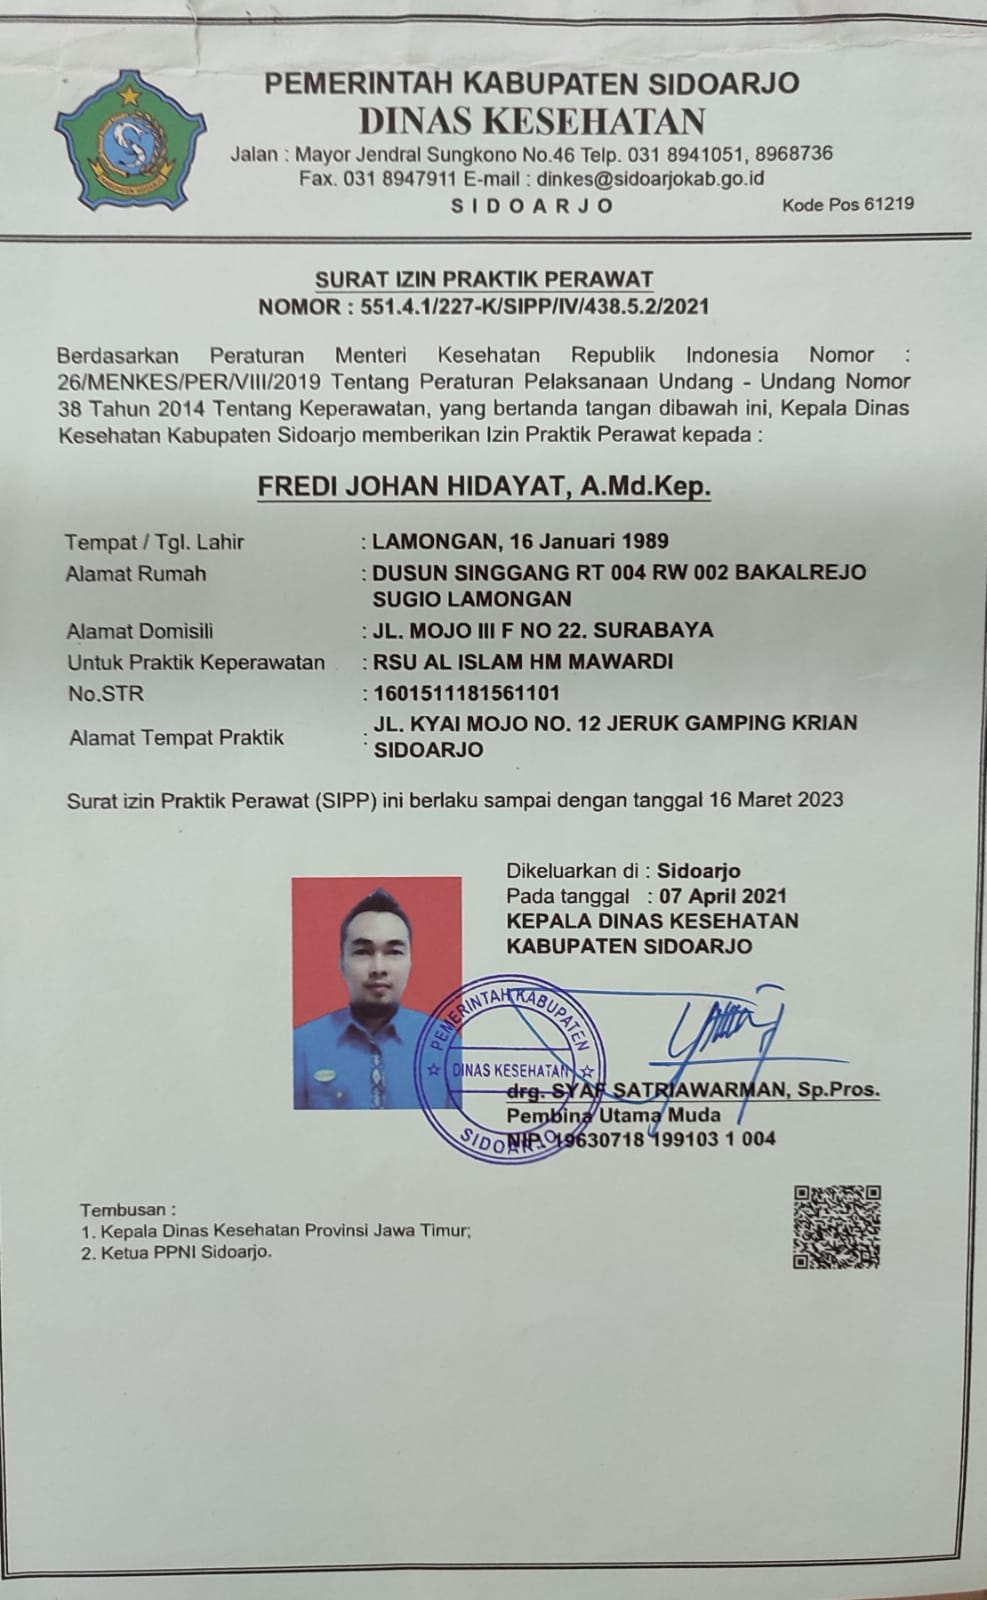 PEMERINTAH KABUPATEN SIDOARJO
DINAS KESEHATAN
Jalan : Mayor Jendral Sungkono No.46 Telp. 031 8941051, 8968736
Fax. 031 8947911 E-mail : dinkes@sidoarjokab.go.id
S I D O A R J O
Kode Pos 61219
SURAT IZIN PRAKTIK PERAWAT
NOMOR : 551.4.1/227-K/SIPP/IV/438.5.2/2021
Berdasarkan Peraturan Menteri Kesehatan Republik Indonesia Nomor :
26/MENKES/PER/VIII/2019 Tentang Peraturan Pelaksanaan Undang - Undang Nomor
38 Tahun 2014 Tentang Keperawatan, yang bertanda tangan dibawah ini, Kepala Dinas
Kesehatan Kabupaten Sidoarjo memberikan Izin Praktik Perawat kepada :
FREDI JOHAN HIDAYAT, A.Md.Kep.
Tempat / Tgl. Lahir : LAMONGAN, 16 Januari 1989
Alamat Rumah : DUSUN SINGGANG RT 004 RW 002 BAKALREJO
SUGIO LAMONGAN
Alamat Domisili : JL. MOJO III F NO 22. SURABAYA
Untuk Praktik Keperawatan : RSU AL ISLAM HM MAWARDI
No.STR : 1601511181561101
Alamat Tempat Praktik : JL. KYAI MOJO NO. 12 JERUK GAMPING KRIAN
SIDOARJO
Surat izin Praktik Perawat (SIPP) ini berlaku sampai dengan tanggal 16 Maret 2023
Dikeluarkan di : Sidoarjo
Pada tanggal : 07 April 2021
KEPALA DINAS KESEHATAN
KABUPATEN SIDOARJO
PEMERINTAH KABUPATEN
DINAS KESEHATAN
SIDOARJO
drg. SYAF SATRIAWARMAN, Sp.Pros.
Pembina Utama Muda
NIP. 19630718 199103 1 004
Tembusan :
1. Kepala Dinas Kesehatan Provinsi Jawa Timur;
2. Ketua PPNI Sidoarjo.